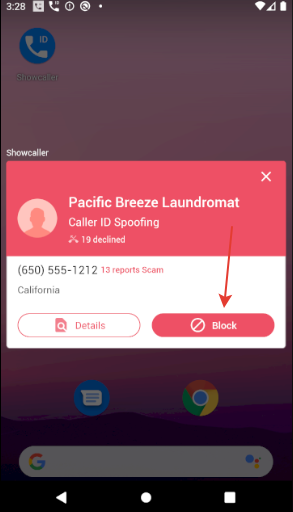 3:28
ID
Showcaller
Showcaller
Pacific Breeze Laundromat
Caller ID Spoofing
19 declined
(650) 555-1212 13 reports Scam
California
Details
Block
G